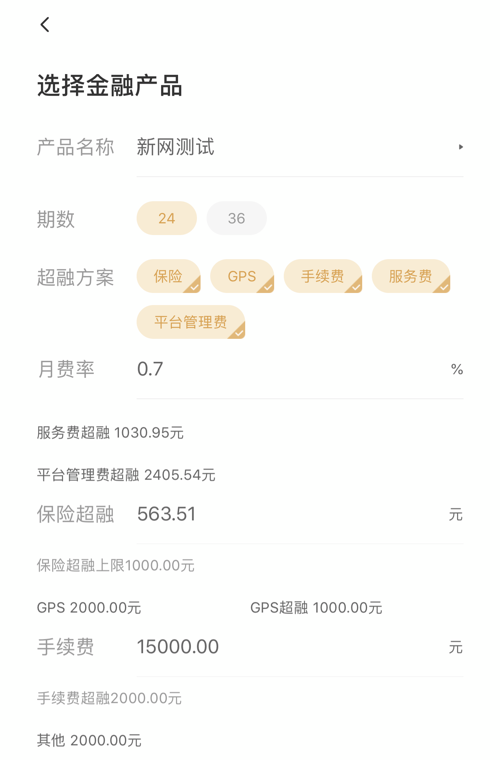 选择金融产品
产品名称 新网测试
期数 24 36
超融方案 保险 GPS 手续费 服务费
平台管理费
月费率 0.7 %
服务费超融 1030.95元
平台管理费超融 2405.54元
保险超融 563.51 元
保险超融上限1000.00元
GPS 2000.00元 GPS超融 1000.00元
手续费 15000.00 元
手续费超融2000.00元
其他 2000.00元